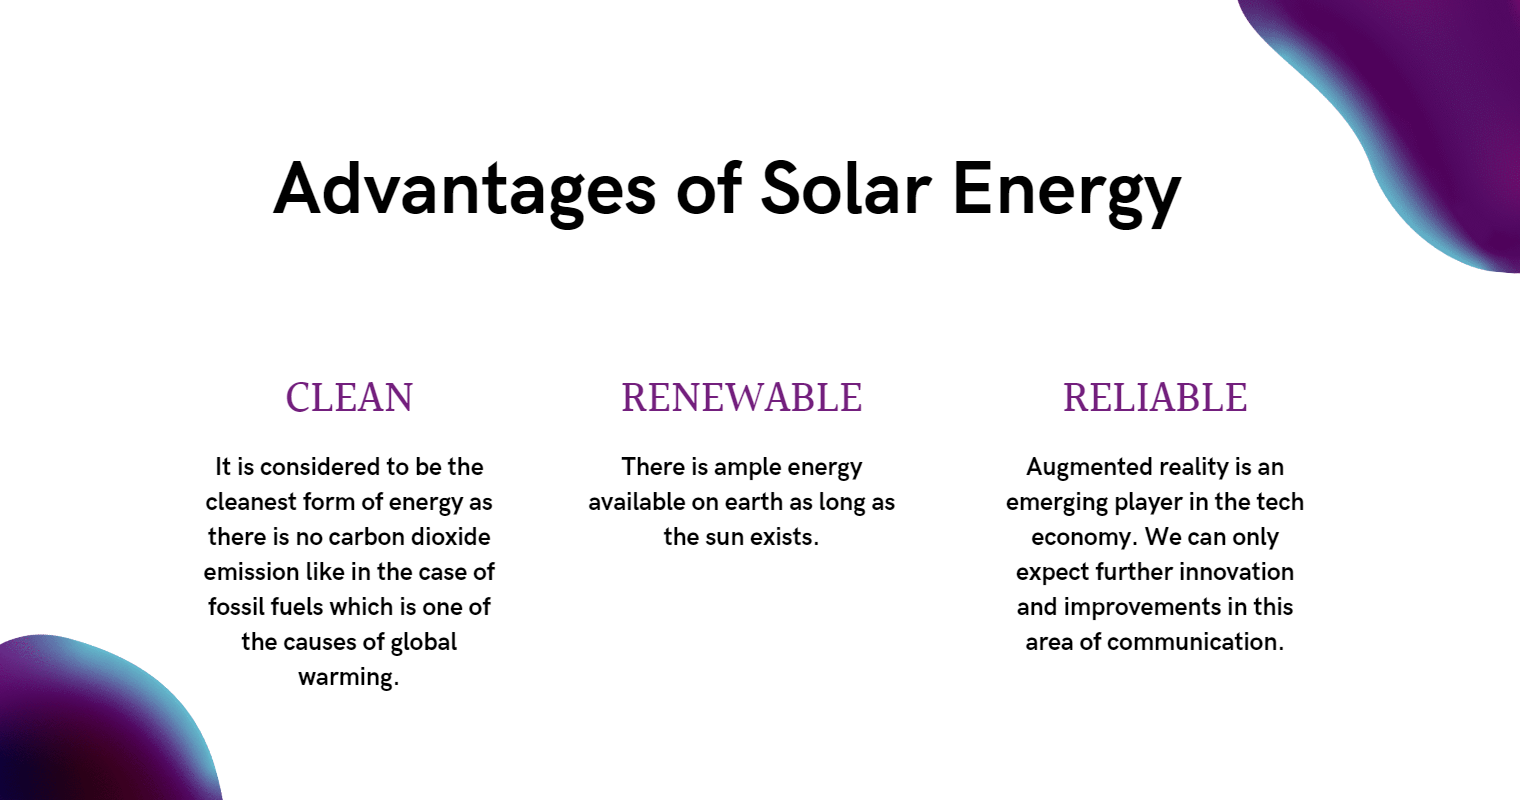 Advantages of Solar Energy
CLEAN
It is considered to be the
cleanest form of energy as
there is no carbon dioxide
emission like in the case of
fossil fuels which is one of
the causes of global
warming.
RENEWABLE
There is ample energy
available on earth as long as
the sun exists.
RELIABLE
Augmented reality is an
emerging player in the tech
economy. We can only
expect further innovation
and improvements in this
area of communication.